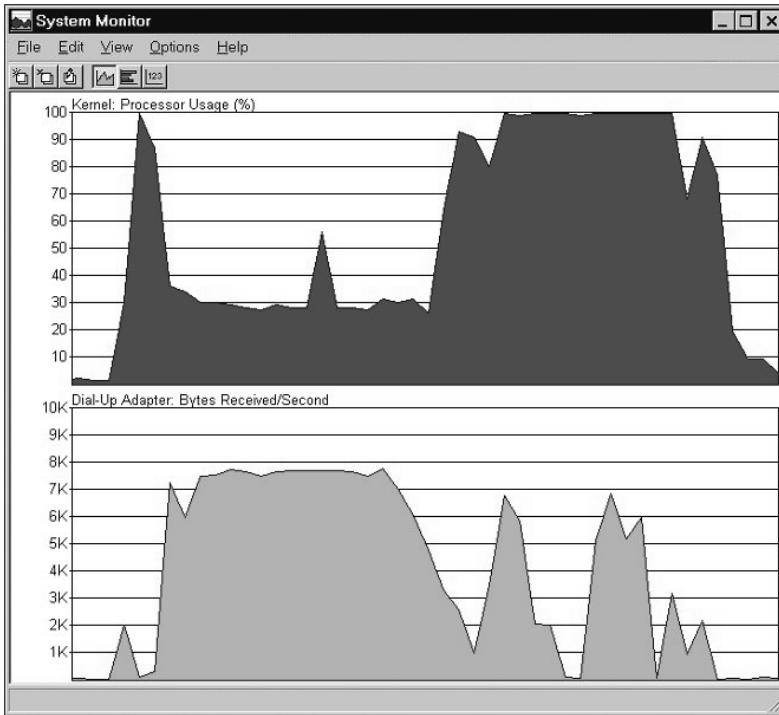 System Monitor
File Edit View Options Help
123
Kernel: Processor Usage (%)
100
90
80
70
60
50
40
30
20
10
Dial-Up Adapter: Bytes Received/Second
10K
9K
8K
7K
6K
5K
4K
3K
2K
1K